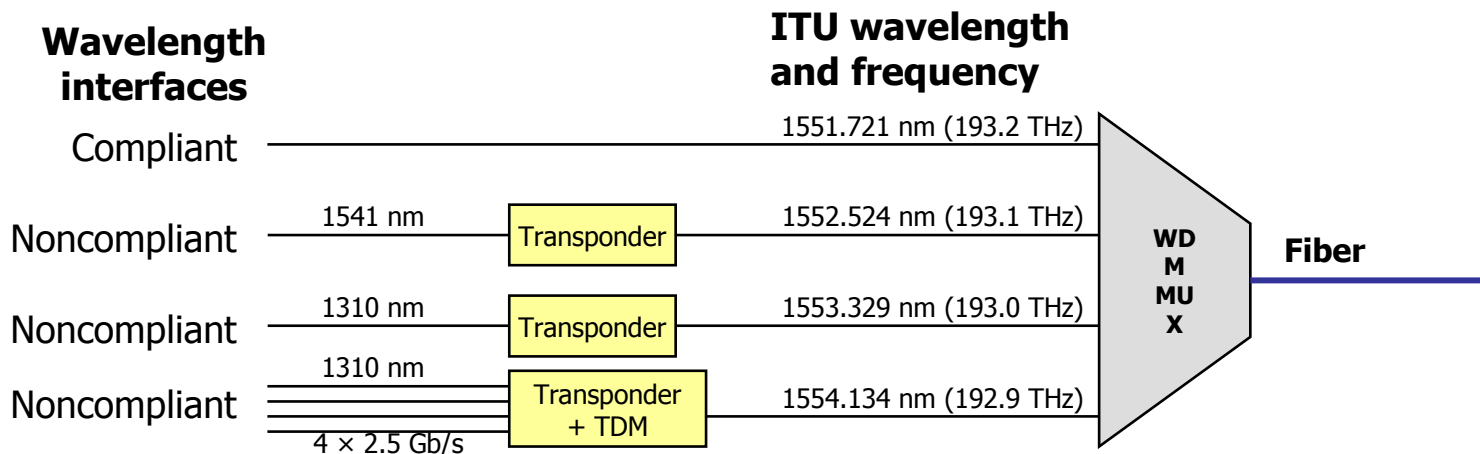 Wavelength
interfaces
ITU wavelength
and frequency
Compliant
1551.721 nm (193.2 THz)
Noncompliant
1541 nm
Transponder
1552.524 nm (193.1 THz)
WD
M
MU
X
Fiber
Noncompliant
1310 nm
Transponder
1553.329 nm (193.0 THz)
Noncompliant
1310 nm
4 × 2.5 Gb/s
Transponder
+ TDM
1554.134 nm (192.9 THz)